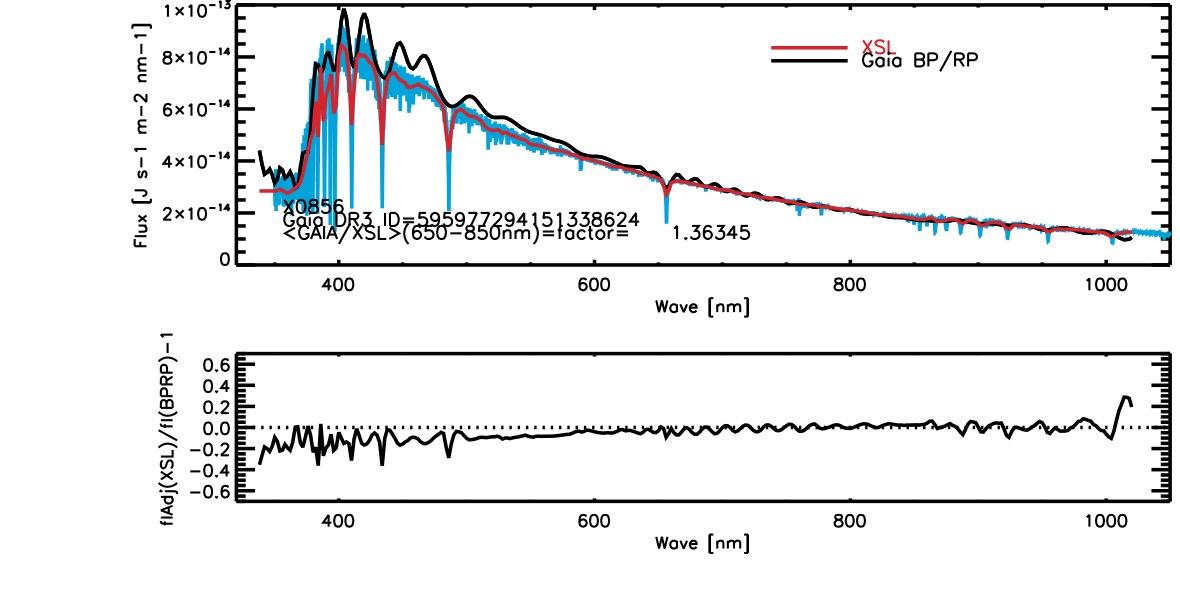 1×10−13
8×10−14
6×10−14
4×10−14
2×10−14
0
Flux [J s−1 m−2 nm−1]
XSL
Gaia BP/RP
X0856
Gaia DR3 ID=5959772941513386​24
<GAIA/XSL>(650−850nm)=factor= 1.36345
400 600 800 1000
Wave [nm]
flAdj(XSL)/fl(BPRP)−1
0.6
0.4
0.2
0.0
−0.2
−0.4
−0.6
400 600 800 1000
Wave [nm]